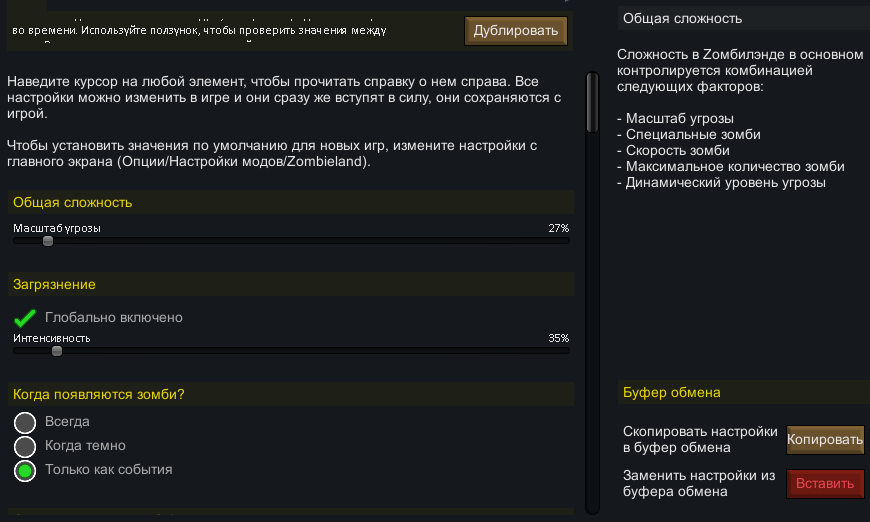 во времени. Используйте ползунок, чтобы проверить значения между
Дублировать
Наведите курсор на любой элемент, чтобы прочитать справку о нем справа. Все
настройки можно изменить в игре и они сразу же вступят в силу, они сохраняются с
игрой.
Чтобы установить значения по умолчанию для новых игр, измените настройки с
главного экрана (Опции/Настройки модов/Zombieland).
Общая сложность
Масштаб угрозы 27%
Загрязнение
Глобально включено
Интенсивность 35%
Когда появляются зомби?
Всегда
Когда темно
Только как события
Общая сложность
Сложность в Zомбилэнде в основном
контролируется комбинацией
следующих факторов:
- Масштаб угрозы
- Специальные зомби
- Скорость зомби
- Максимальное количество зомби
- Динамический уровень угрозы
Буфер обмена
Скопировать настройки
в буфер обмена
Копировать
Заменить настройки из
буфера обмена
Вставить